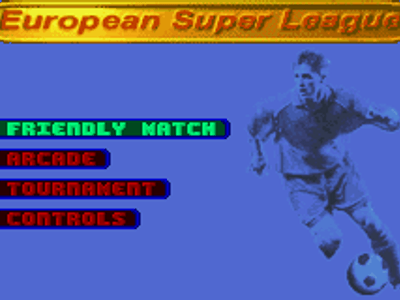 European Super League
FRIENDLY MATCH
ARCADE
TOURNAMENT
CONTROLS